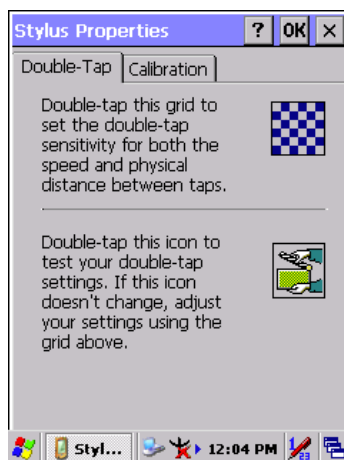 Stylus Properties ? OK ×
Double-Tap Calibration
Double-tap this grid to
set the double-tap
sensitivity for both the
speed and physical
distance between taps.
Double-tap this icon to
test your double-tap
settings. If this icon
doesn't change, adjust
your settings using the
grid above.
Styl... 12:04 PM 1/23